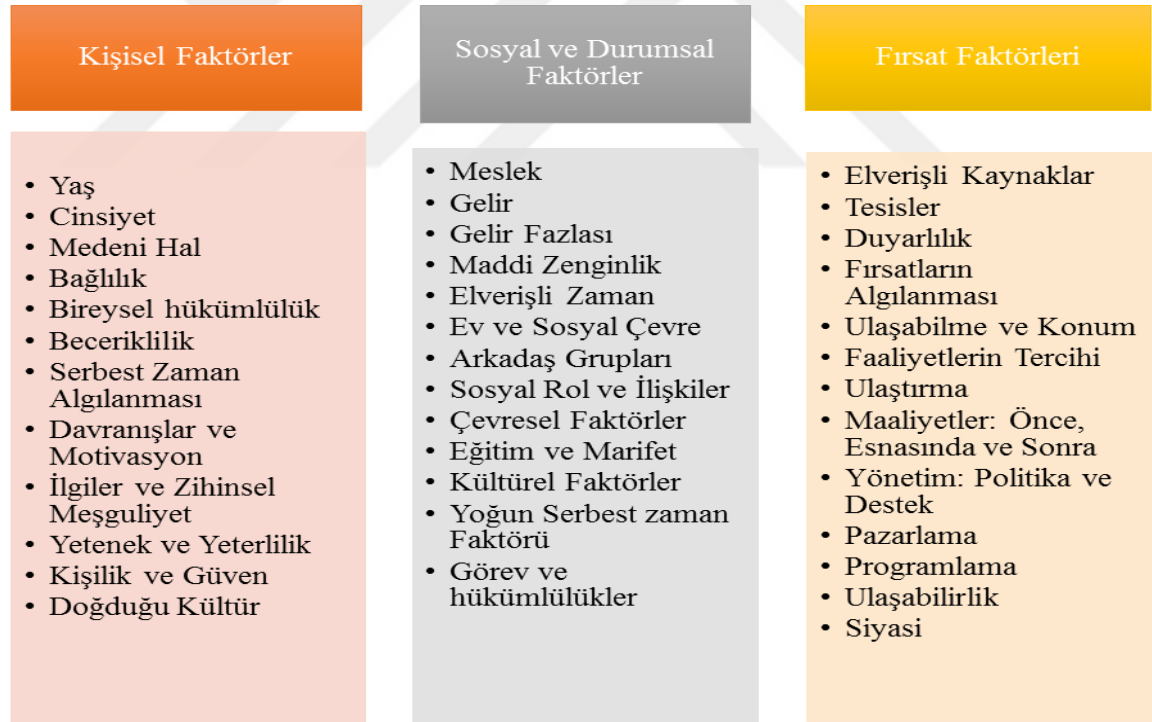 Kişisel Faktörler
• Yaş
• Cinsiyet
• Medeni Hal
• Bağlılık
• Bireysel hükümlülük
• Beceriklilik
• Serbest Zaman
Algılanması
• Davranışlar ve
Motivasyon
• İlgiler ve Zihinsel
Meşguliyet
• Yetenek ve Yeterlilik
• Kişilik ve Güven
• Doğduğu Kültür
Sosyal ve Durumsal
Faktörler
• Meslek
• Gelir
• Gelir Fazlası
• Maddi Zenginlik
• Elverişli Zaman
• Ev ve Sosyal Çevre
• Arkadaş Grupları
• Sosyal Rol ve İlişkiler
• Çevresel Faktörler
• Eğitim ve Marifet
• Kültürel Faktörler
• Yoğun Serbest zaman
Faktörü
• Görev ve
hükümlülükler
Fırsat Faktörleri
• Elverişli Kaynaklar
• Tesisler
• Duyarlılık
• Fırsatların
Algılanması
• Ulaşabilme ve Konum
• Faaliyetlerin Tercihi
• Ulaştırma
• Maaliyetler: Önce,
Esnasında ve Sonra
• Yönetim: Politika ve
Destek
• Pazarlama
• Programlama
• Ulaşabilirlik
• Siyasi